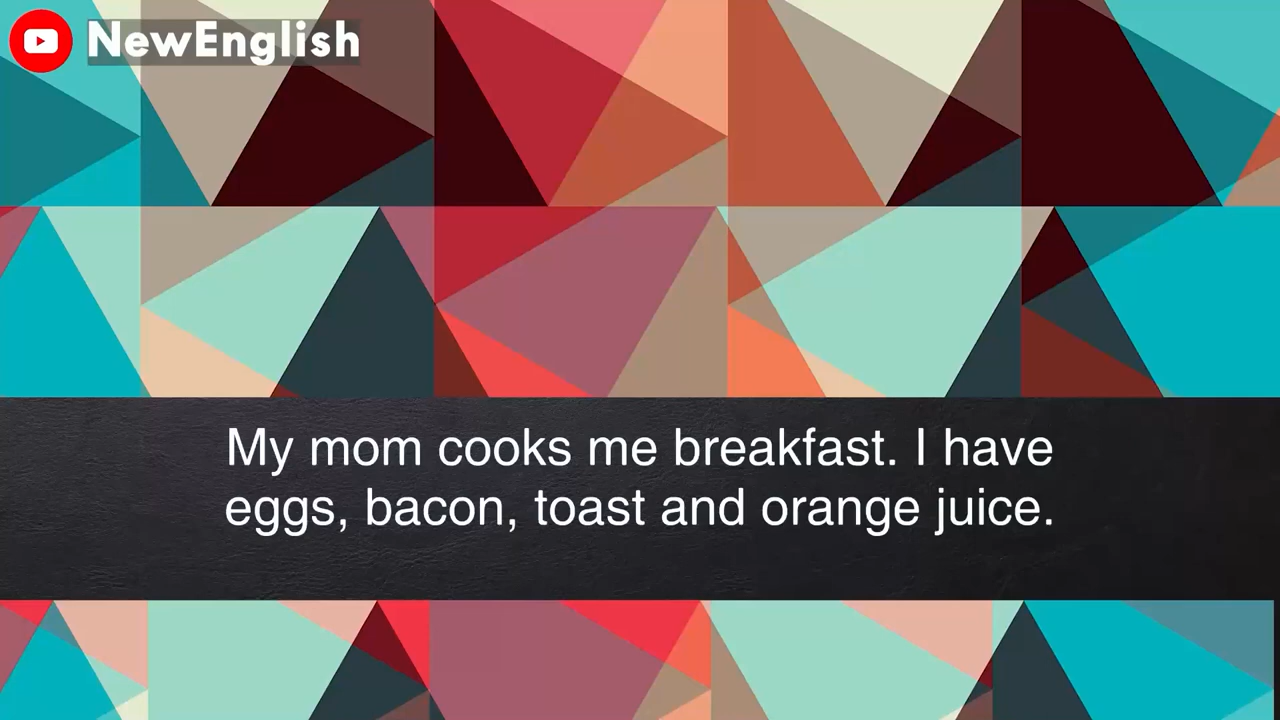 NewEnglish
My mom cooks me breakfast. I have
eggs, bacon, toast and orange juice.